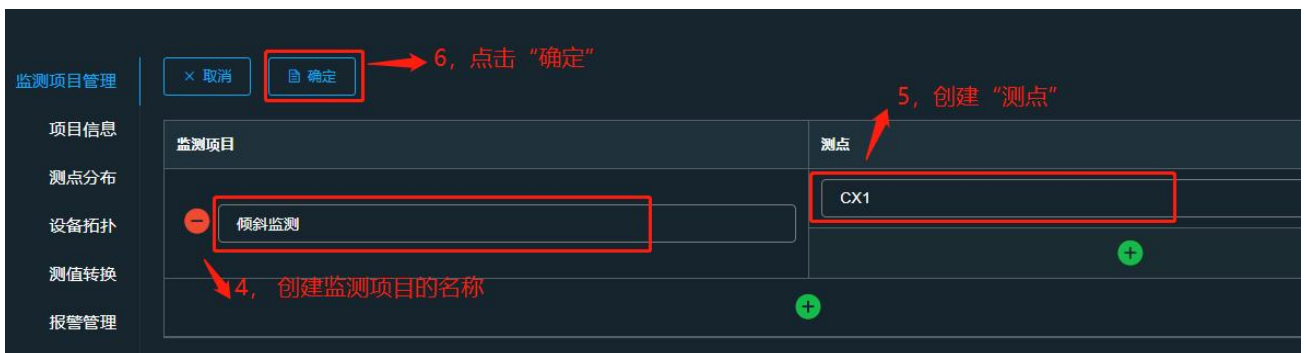 监测项目管理
× 取消
确定
6, 点击“确定”
5, 创建“测点”
项目信息
监测项目
测点
测点分布
CX1
设备拓扑
倾斜监测
测值转换
4, 创建监测项目的名称
报警管理